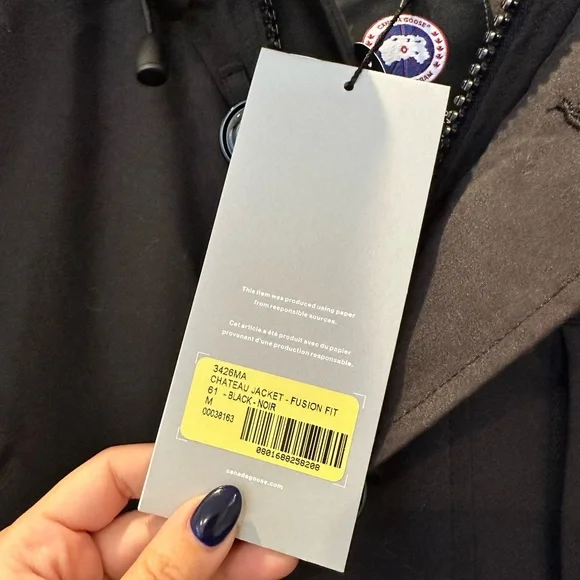 CANADA GOOSE
This item was produced using paper
from responsible sources.
Cet article a été produit avec du papier
provenant d'une production responsable.
3426MA
CHATEAU JACKET - FUSION FIT
61 - BLACK - NOIR
M
00038163
0801688258208
canadagoose.com